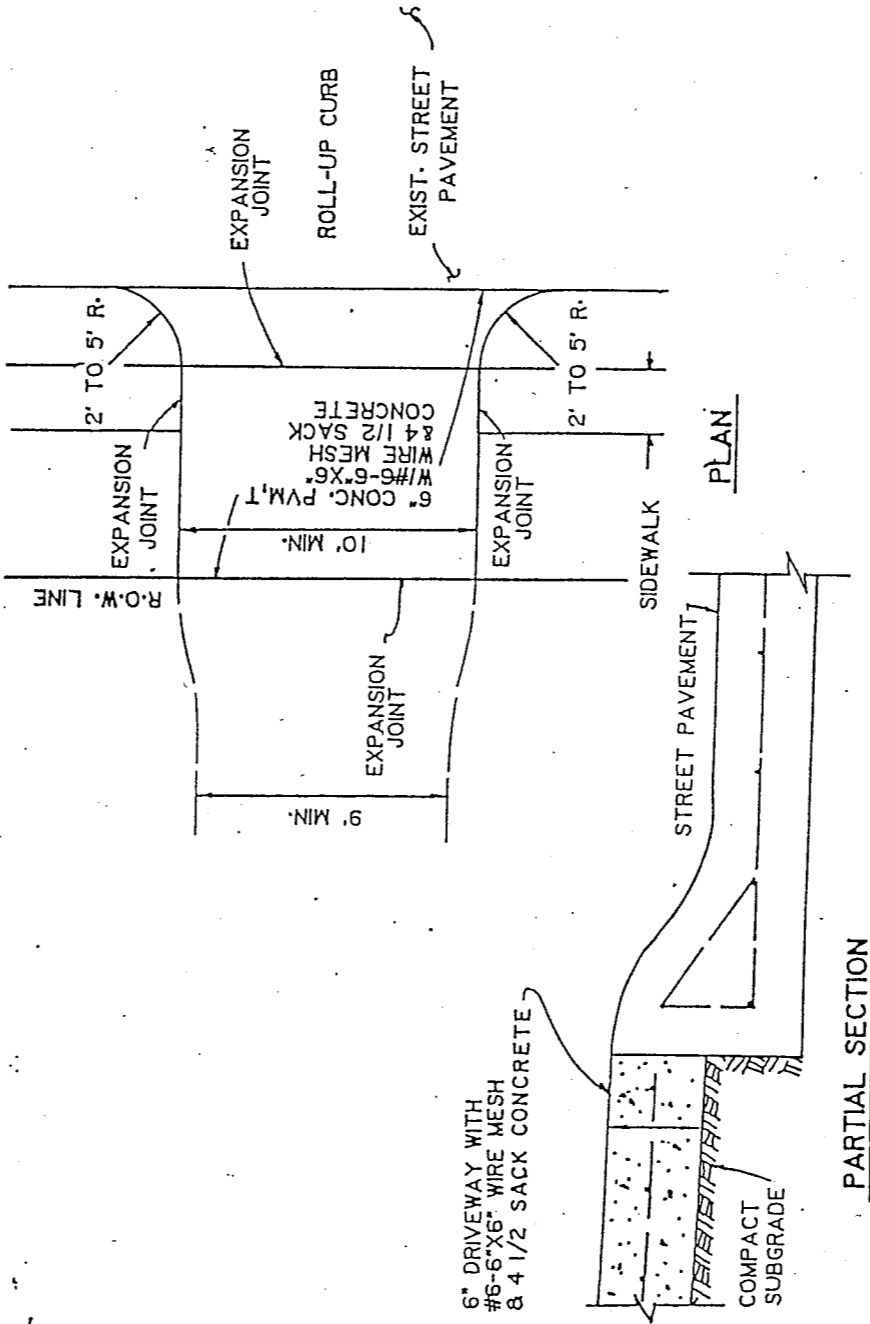 2' TO 5' R.
EXPANSION
JOINT
EXPANSION
JOINT
ROLL-UP CURB
R.O.W. LINE
10' MIN.
6" CONC. PVM,T
W/#6-6"X6"
WIRE MESH
&4 1/2 SACK
CONCRETE
9' MIN.
EXIST. STREET
PAVEMENT
EXPANSION
JOINT
EXPANSION
JOINT
2' TO 5' R.
SIDEWALK
PLAN
6" DRIVEWAY WITH
#6-6"X6" WIRE MESH
& 4 1/2 SACK CONCRETE
STREET PAVEMENT
COMPACT
SUBGRADE
PARTIAL SECTION